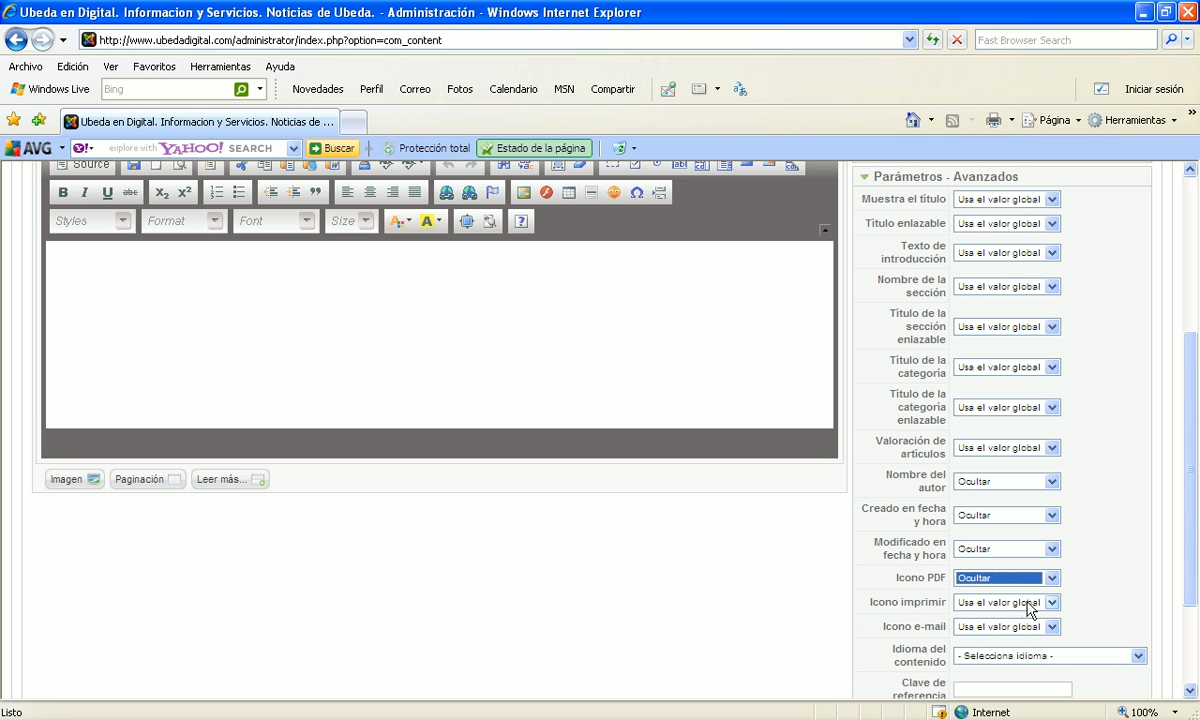 Ubeda en Digital. Informacion y Servicios. Noticias de Ubeda. - Administración - Windows Internet Explorer
http://www.ubedadigital.com/administrator/index.php?option=com_content
Fast Browser Search
Archivo Edición Ver Favoritos Herramientas Ayuda
Windows Live Bing Novedades Perfil Correo Fotos Calendario MSN Compartir Iniciar sesión
Ubeda en Digital. Informacion y Servicios. Noticias de ... Página Herramientas
AVG Y! explore with YAHOO! SEARCH Buscar Protección total Estado de la página
Source
B I U abc X2 X2
Styles Format Font Size A A ?
Imagen Paginación Leer más...
Parámetros - Avanzados
Muestra el título Usa el valor global
Título enlazable Usa el valor global
Texto de introducción Usa el valor global
Nombre de la sección Usa el valor global
Título de la sección enlazable Usa el valor global
Título de la categoría Usa el valor global
Título de la categoría enlazable Usa el valor global
Valoración de artículos Usa el valor global
Nombre del autor Ocultar
Creado en fecha y hora Ocultar
Modificado en fecha y hora Ocultar
Icono PDF Ocultar
Icono imprimir Usa el valor global
Icono e-mail Usa el valor global
Idioma del contenido - Selecciona idioma -
Clave de referencia
Listo Internet 100%